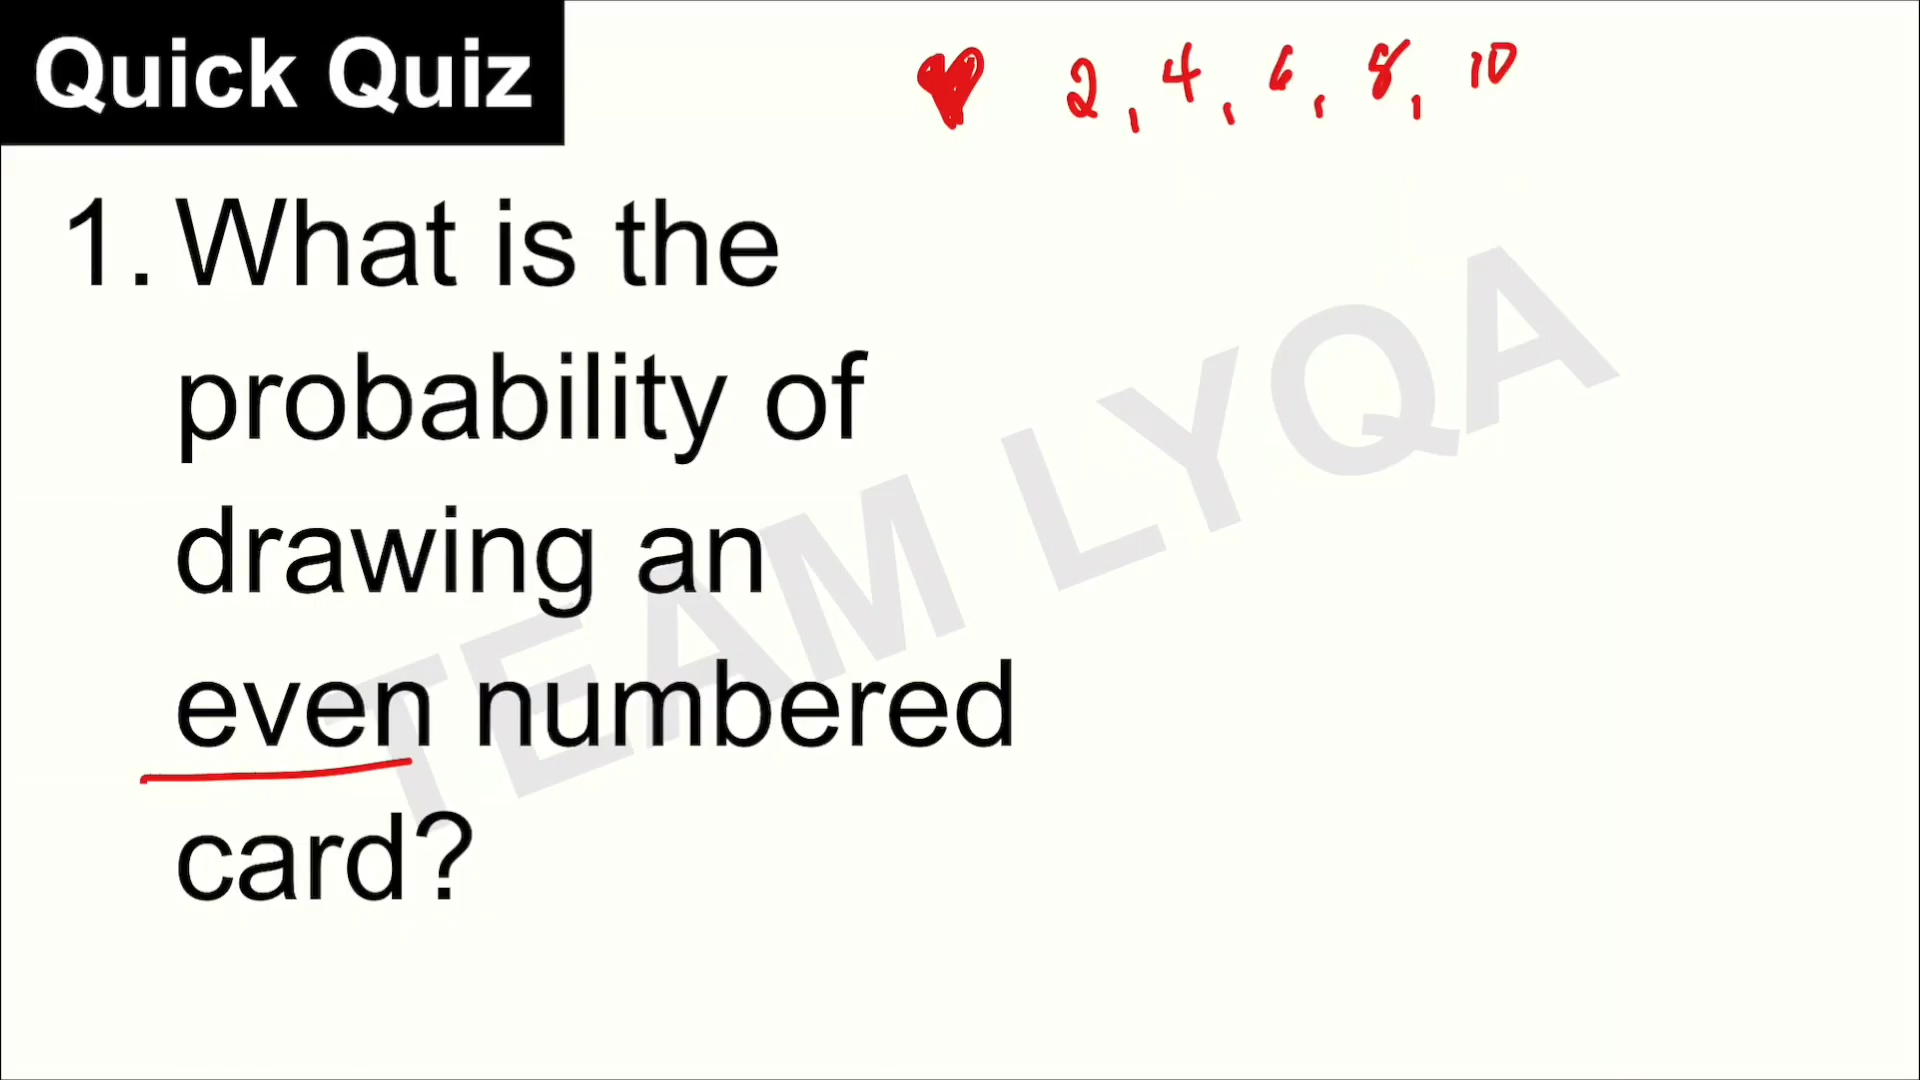 Quick Quiz
2, 4, 6, 8, 10
1. What is the
probability of
drawing an
even numbered
card?
TEAM LYQA